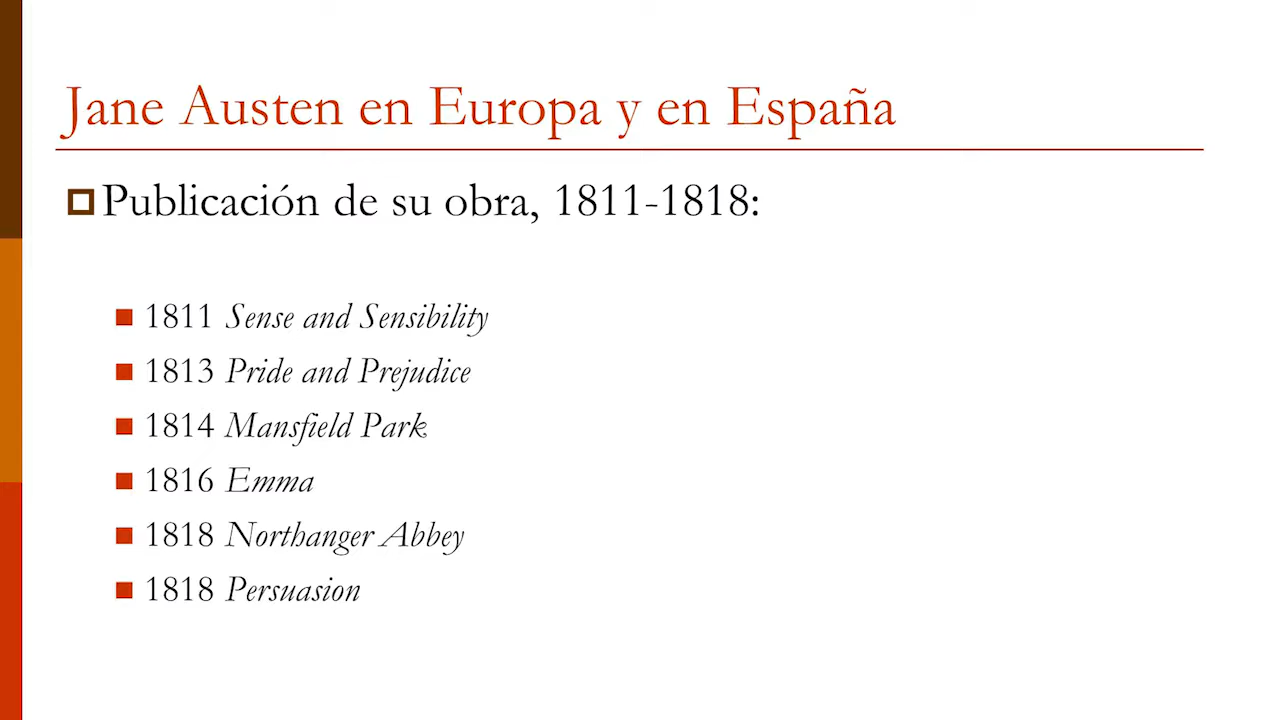 Jane Austen en Europa y en España
Publicación de su obra, 1811-1818:
1811 Sense and Sensibility
1813 Pride and Prejudice
1814 Mansfield Park
1816 Emma
1818 Northanger Abbey
1818 Persuasion